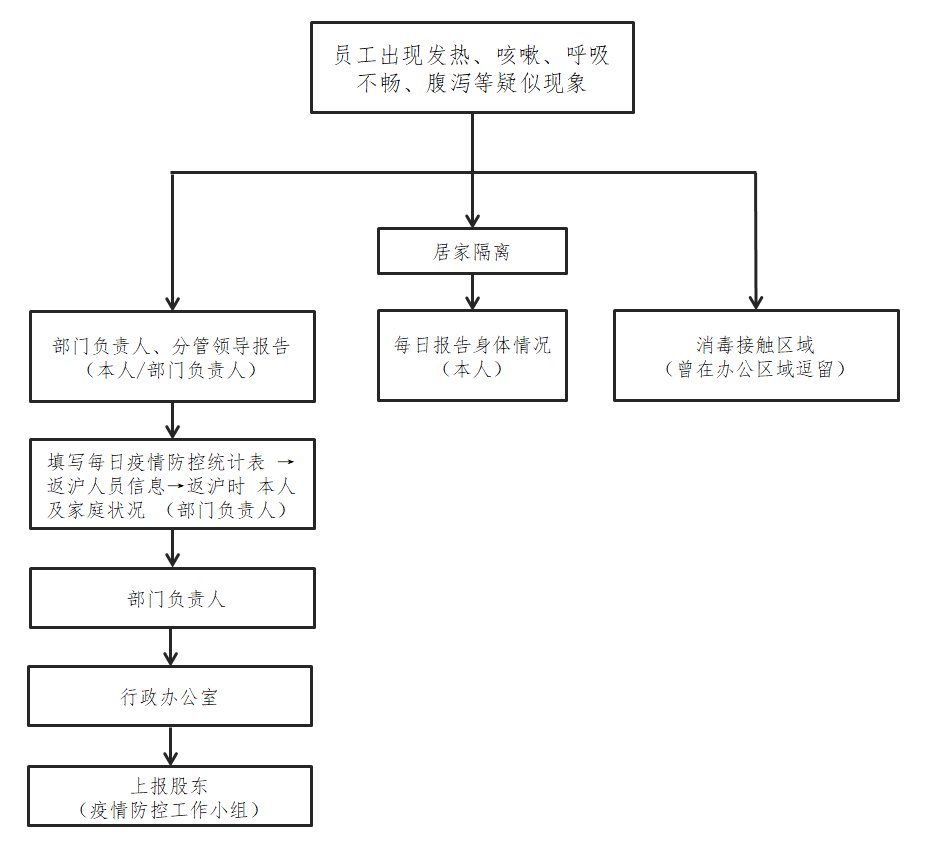 员工出现发热、咳嗽、呼吸
不畅、腹泻等疑似现象
居家隔离
部门负责人、分管领导报告
（本人/部门负责人）
每日报告身体情况
（本人）
消毒接触区域
（曾在办公区域逗留）
填写每日疫情防控统计表 →
返沪人员信息→返沪时 本人
及家庭状况 （部门负责人）
部门负责人
行政办公室
上报股东
（疫情防控工作小组）